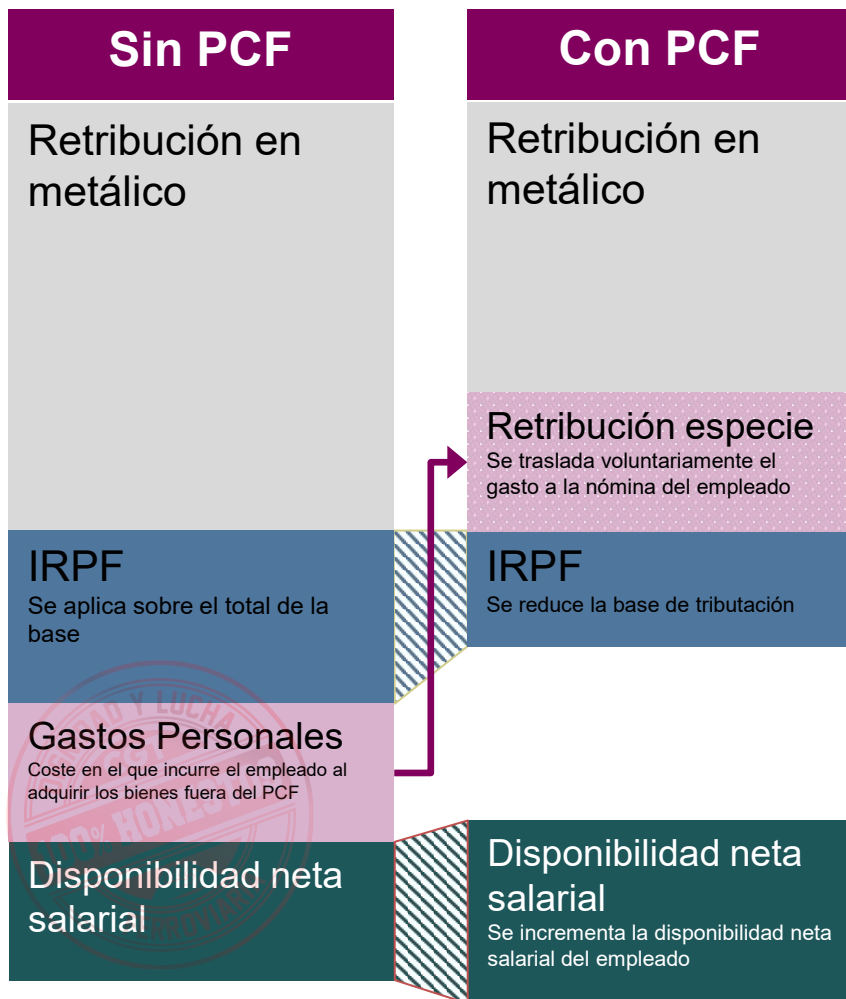 Sin PCF
Retribución en
metálico
IRPF
Se aplica sobre el total de la
base
Gastos Personales
Coste en el que incurre el empleado al
adquirir los bienes fuera del PCF
Disponibilidad neta
salarial
Con PCF
Retribución en
metálico
Retribución especie
Se traslada voluntariamente el
gasto a la nómina del empleado
IRPF
Se reduce la base de tributación
Disponibilidad neta
salarial
Se incrementa la disponibilidad neta
salarial del empleado
Y LUCHA
100% HONEST